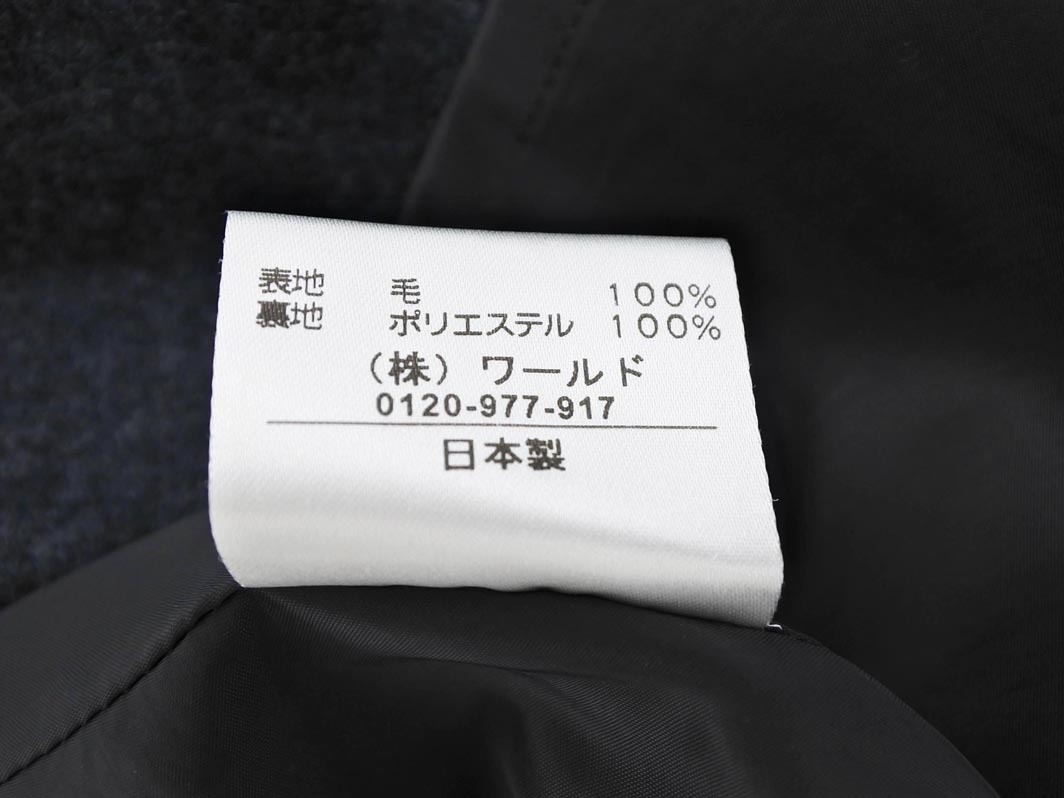 表地 毛 100%
裏地 ポリエステル 100%
(株) ワールド
0120-977-917
日本製